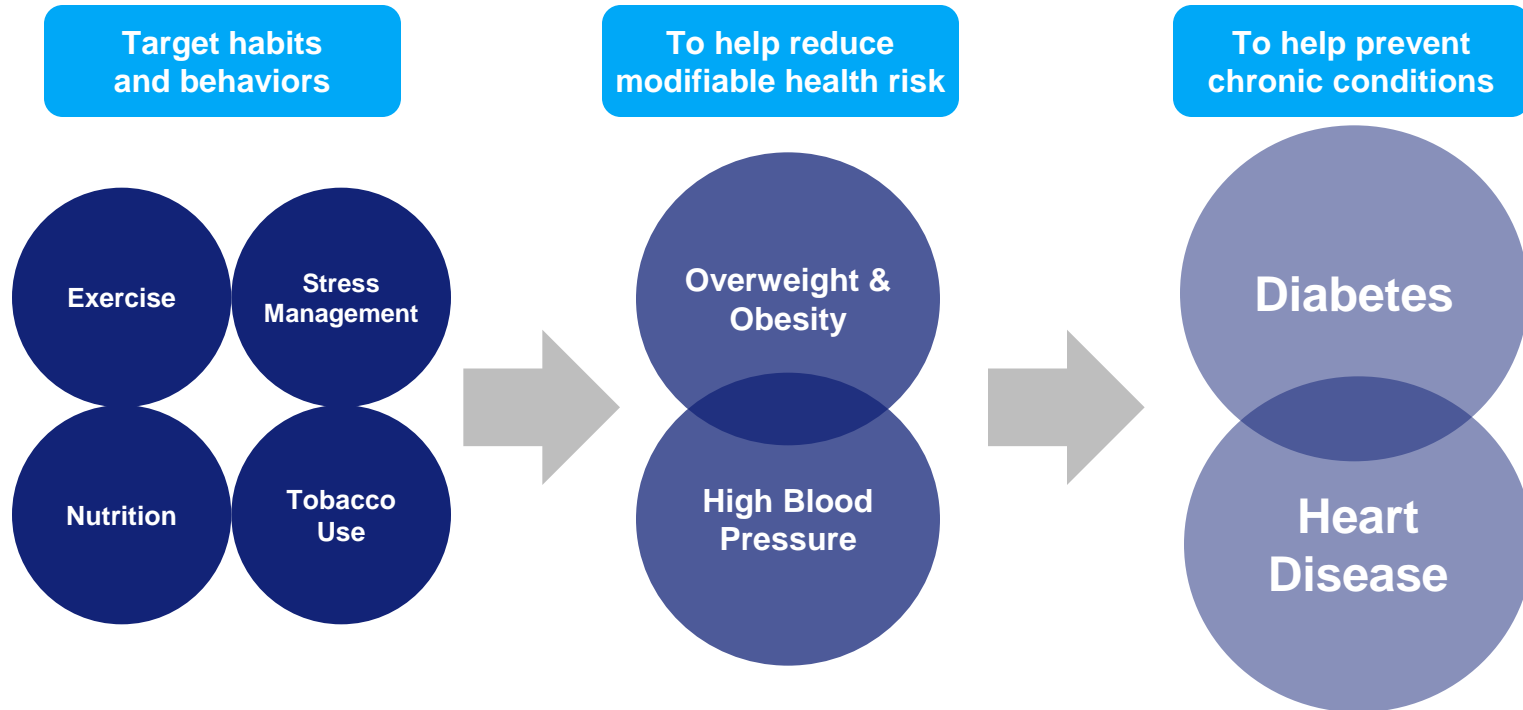 Target habits
and behaviors
To help reduce
modifiable health risk
To help prevent
chronic conditions
Exercise
Stress
Management
Nutrition
Tobacco
Use
Overweight &
Obesity
High Blood
Pressure
Diabetes
Heart
Disease